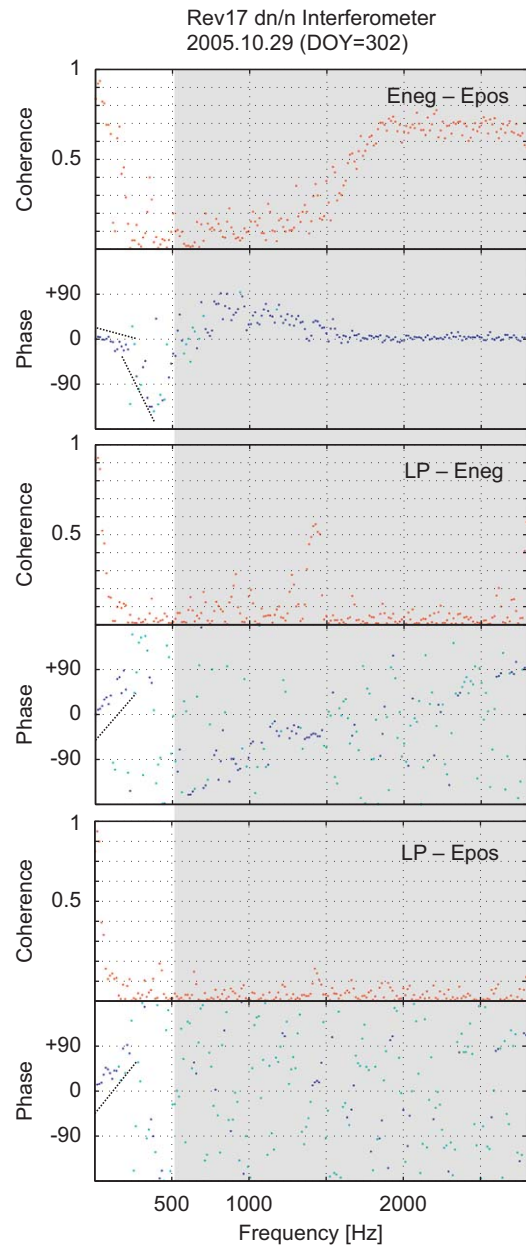 Rev17 dn/n Interferometer
2005.10.29 (DOY=302)
1
Eneg – Epos
0.5
Coherence
+90
0
-90
Phase
1
LP – Eneg
0.5
Coherence
+90
0
-90
Phase
1
LP – Epos
0.5
Coherence
+90
0
-90
Phase
500 1000 2000
Frequency [Hz]